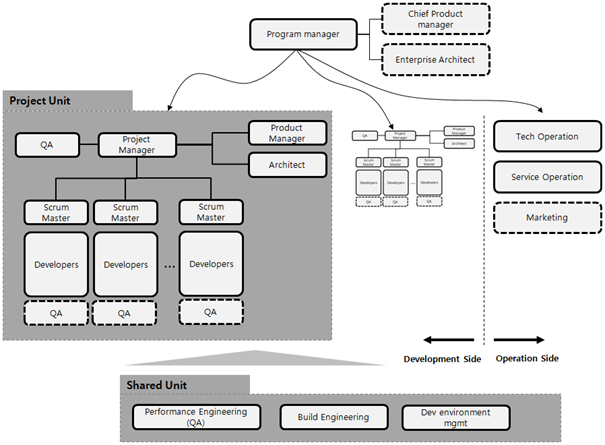 Program manager
Chief Product
manager
Enterprise Architect
Project Unit
QA
Project
Manager
Product
Manager
Architect
Scrum
Master
Scrum
Master
Scrum
Master
Developers
Developers
...
Developers
QA
QA
QA
QA
Project
Manager
Product
Manager
Architect
Scrum
Master
Scrum
Master
Scrum
Master
Developers
Developers
...
Developers
QA
QA
QA
Tech Operation
Service Operation
Marketing
Development Side
Operation Side
Shared Unit
Performance Engineering
(QA)
Build Engineering
Dev environment
mgmt